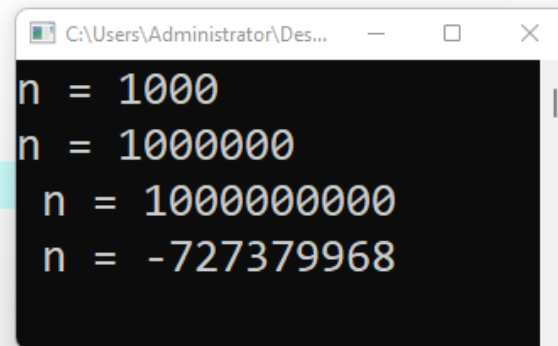 C:\Users\Administrator\Des...
n = 1000
n = 1000000
n = 1000000000
n = -727379968